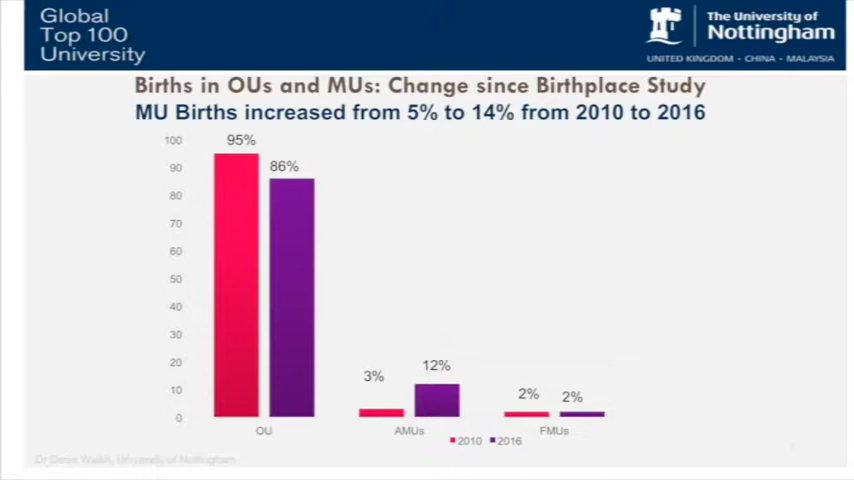 Global
Top 100
University
The University of
Nottingham
UNITED KINGDOM · CHINA · MALAYSIA
Births in OUs and MUs: Change since Birthplace Study
MU Births increased from 5% to 14% from 2010 to 2016
100
90
80
70
60
50
40
30
20
10
0
95%
86%
3%
12%
2%
2%
OU
AMUs
FMUs
2010
2016
Dr Denis Walsh, University of Nottingham